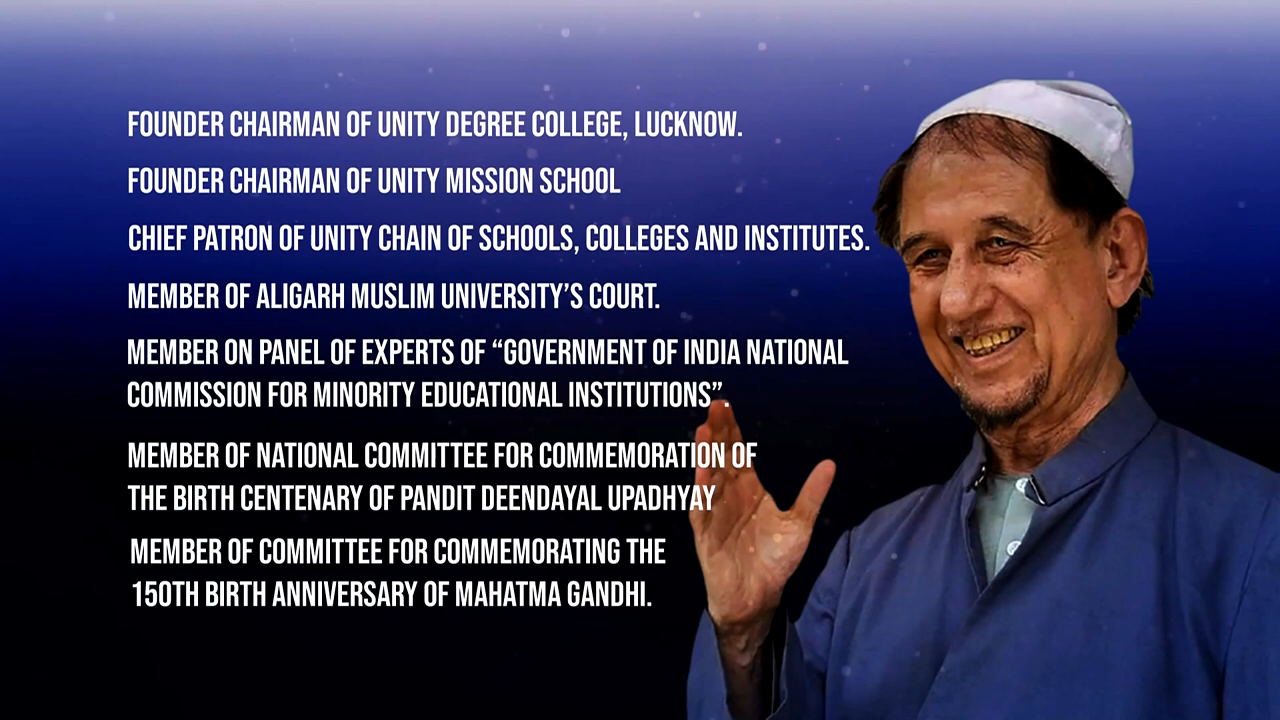 FOUNDER CHAIRMAN OF UNITY DEGREE COLLEGE, LUCKNOW.
FOUNDER CHAIRMAN OF UNITY MISSION SCHOOL
CHIEF PATRON OF UNITY CHAIN OF SCHOOLS, COLLEGES AND INSTITUTES.
MEMBER OF ALIGARH MUSLIM UNIVERSITY’S COURT.
MEMBER ON PANEL OF EXPERTS OF “GOVERNMENT OF INDIA NATIONAL
COMMISSION FOR MINORITY EDUCATIONAL INSTITUTIONS”.
MEMBER OF NATIONAL COMMITTEE FOR COMMEMORATION OF
THE BIRTH CENTENARY OF PANDIT DEENDAYAL UPADHYAY
MEMBER OF COMMITTEE FOR COMMEMORATING THE
150TH BIRTH ANNIVERSARY OF MAHATMA GANDHI.